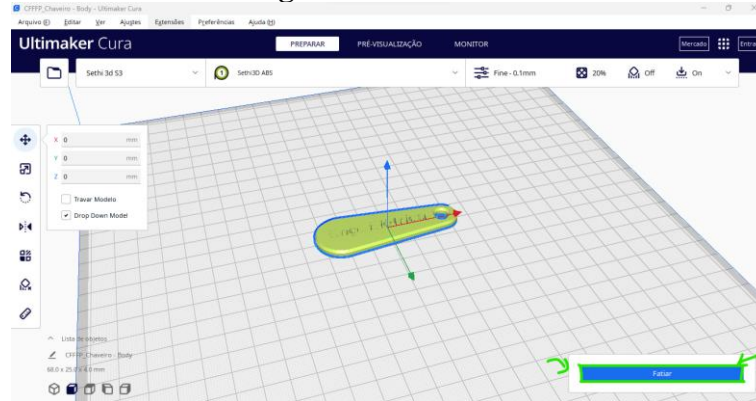 CFFFP_Chaveiro - Body - Ultimaker Cura
Arquivo (F) Editar Ver Ajustes Extensões Preferências Ajuda (H)
Ultimaker Cura PREPARAR PRÉ-VISUALIZAÇÃO MONITOR Mercado Entrar
Sethi 3d S3 1 Sethi3D ABS Fine - 0.1mm 20% Off On
X 0 mm
Y 0 mm
Z 0 mm
Travar Modelo
Drop Down Model
Lista de objetos
CFFFP_Chaveiro - Body
68.0 x 25.0 x 4.0 mm
Fatiar